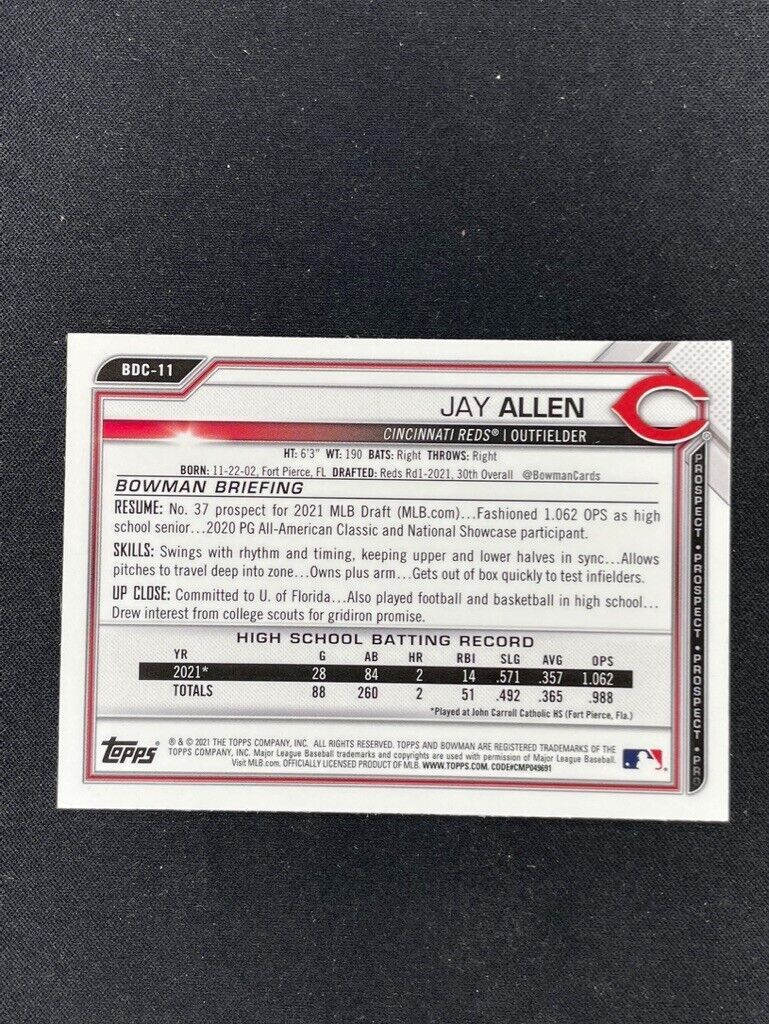 BDC-11
JAY ALLEN
CINCINNATI REDS® | OUTFIELDER
HT: 6'3" WT: 190 BATS: Right THROWS: Right
BORN: 11-22-02, Fort Pierce, FL DRAFTED: Reds Rd1-2021, 30th Overall @BowmanCards
BOWMAN BRIEFING
RESUME: No. 37 prospect for 2021 MLB Draft (MLB.com)...Fashioned 1.062 OPS as high
school senior...2020 PG All-American Classic and National Showcase participant.
SKILLS: Swings with rhythm and timing, keeping upper and lower halves in sync...Allows
pitches to travel deep into zone...Owns plus arm...Gets out of box quickly to test infielders.
UP CLOSE: Committed to U. of Florida...Also played football and basketball in high school...
Drew interest from college scouts for gridiron promise.
HIGH SCHOOL BATTING RECORD
YR G AB HR RBI SLG AVG OPS
2021* 28 84 2 14 .571 .357 1.062
TOTALS 88 260 2 51 .492 .365 .988
*Played at John Carroll Catholic HS (Fort Pierce, Fla.)
topps®
® & © 2021 THE TOPPS COMPANY, INC. ALL RIGHTS RESERVED. TOPPS AND BOWMAN ARE REGISTERED TRADEMARKS OF THE
TOPPS COMPANY, INC. Major League Baseball trademarks and copyrights are used with permission of Major League Baseball.
Visit MLB.com. OFFICIALLY LICENSED PRODUCT OF MLB. WWW.TOPPS.COM. CODE#CMP049691
C®
PROSPECT • PROSPECT • PROSPECT • PRO